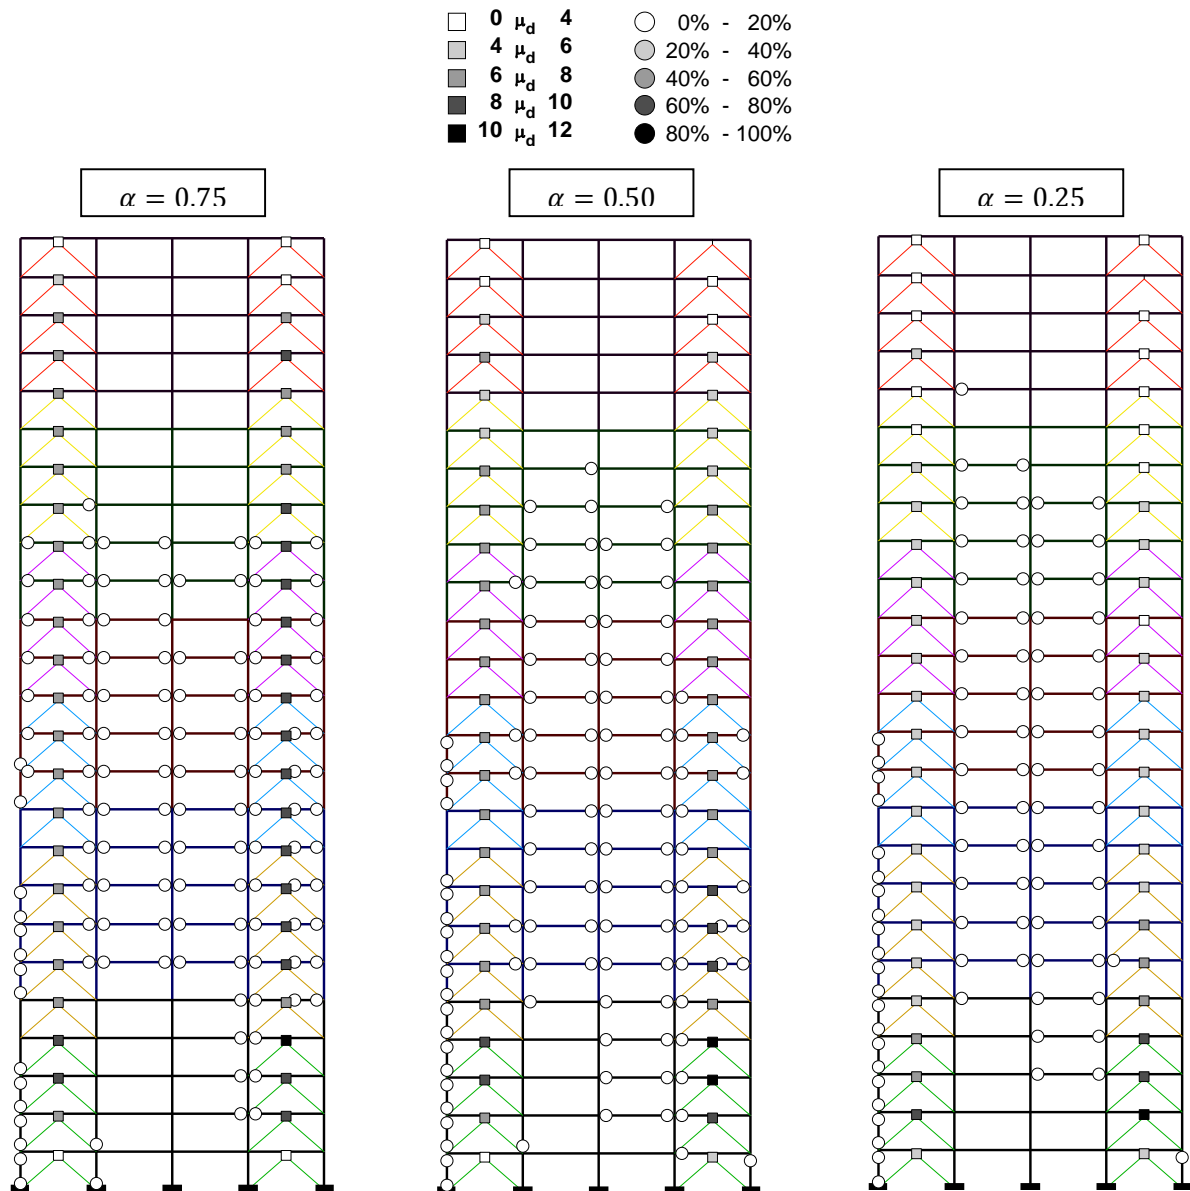 0 μd 4 0% - 20%
4 μd 6 20% - 40%
6 μd 8 40% - 60%
8 μd 10 60% - 80%
10 μd 12 80% - 100%
α = 0.75 α = 0.50 α = 0.25